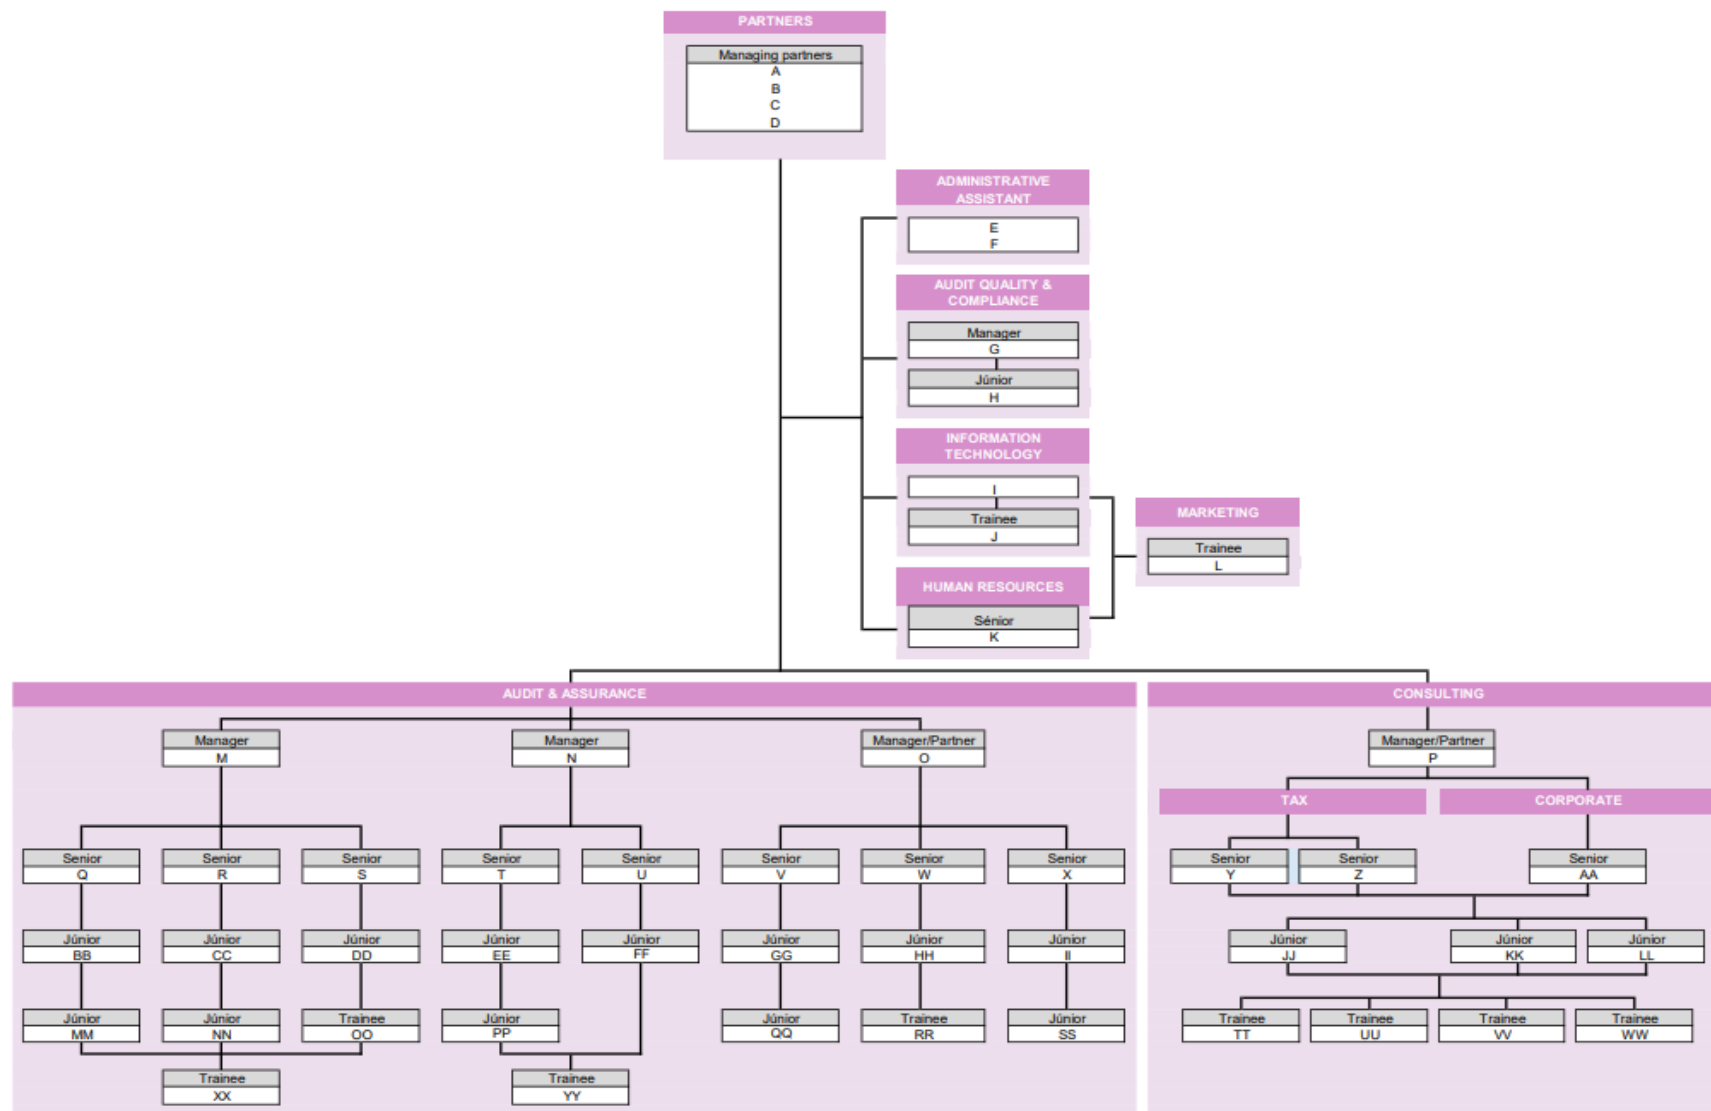 PARTNERS
Managing partners
A
B
C
D
ADMINISTRATIVE
ASSISTANT
E
F
AUDIT QUALITY &
COMPLIANCE
Manager
G
Júnior
H
INFORMATION
TECHNOLOGY
I
Trainee
J
MARKETING
Trainee
L
HUMAN RESOURCES
Sénior
K
AUDIT & ASSURANCE
Manager
M
Manager
N
Manager/Partner
O
Senior
Q
Senior
R
Senior
S
Senior
T
Senior
U
Senior
V
Senior
W
Senior
X
Júnior
BB
Júnior
CC
Júnior
DD
Júnior
EE
Júnior
FF
Júnior
GG
Júnior
HH
Júnior
II
Júnior
MM
Júnior
NN
Trainee
OO
Júnior
PP
Júnior
QQ
Trainee
RR
Júnior
SS
Trainee
XX
Trainee
YY
CONSULTING
Manager/Partner
P
TAX
CORPORATE
Senior
Y
Senior
Z
Senior
AA
Júnior
JJ
Júnior
KK
Júnior
LL
Trainee
TT
Trainee
UU
Trainee
VV
Trainee
WW